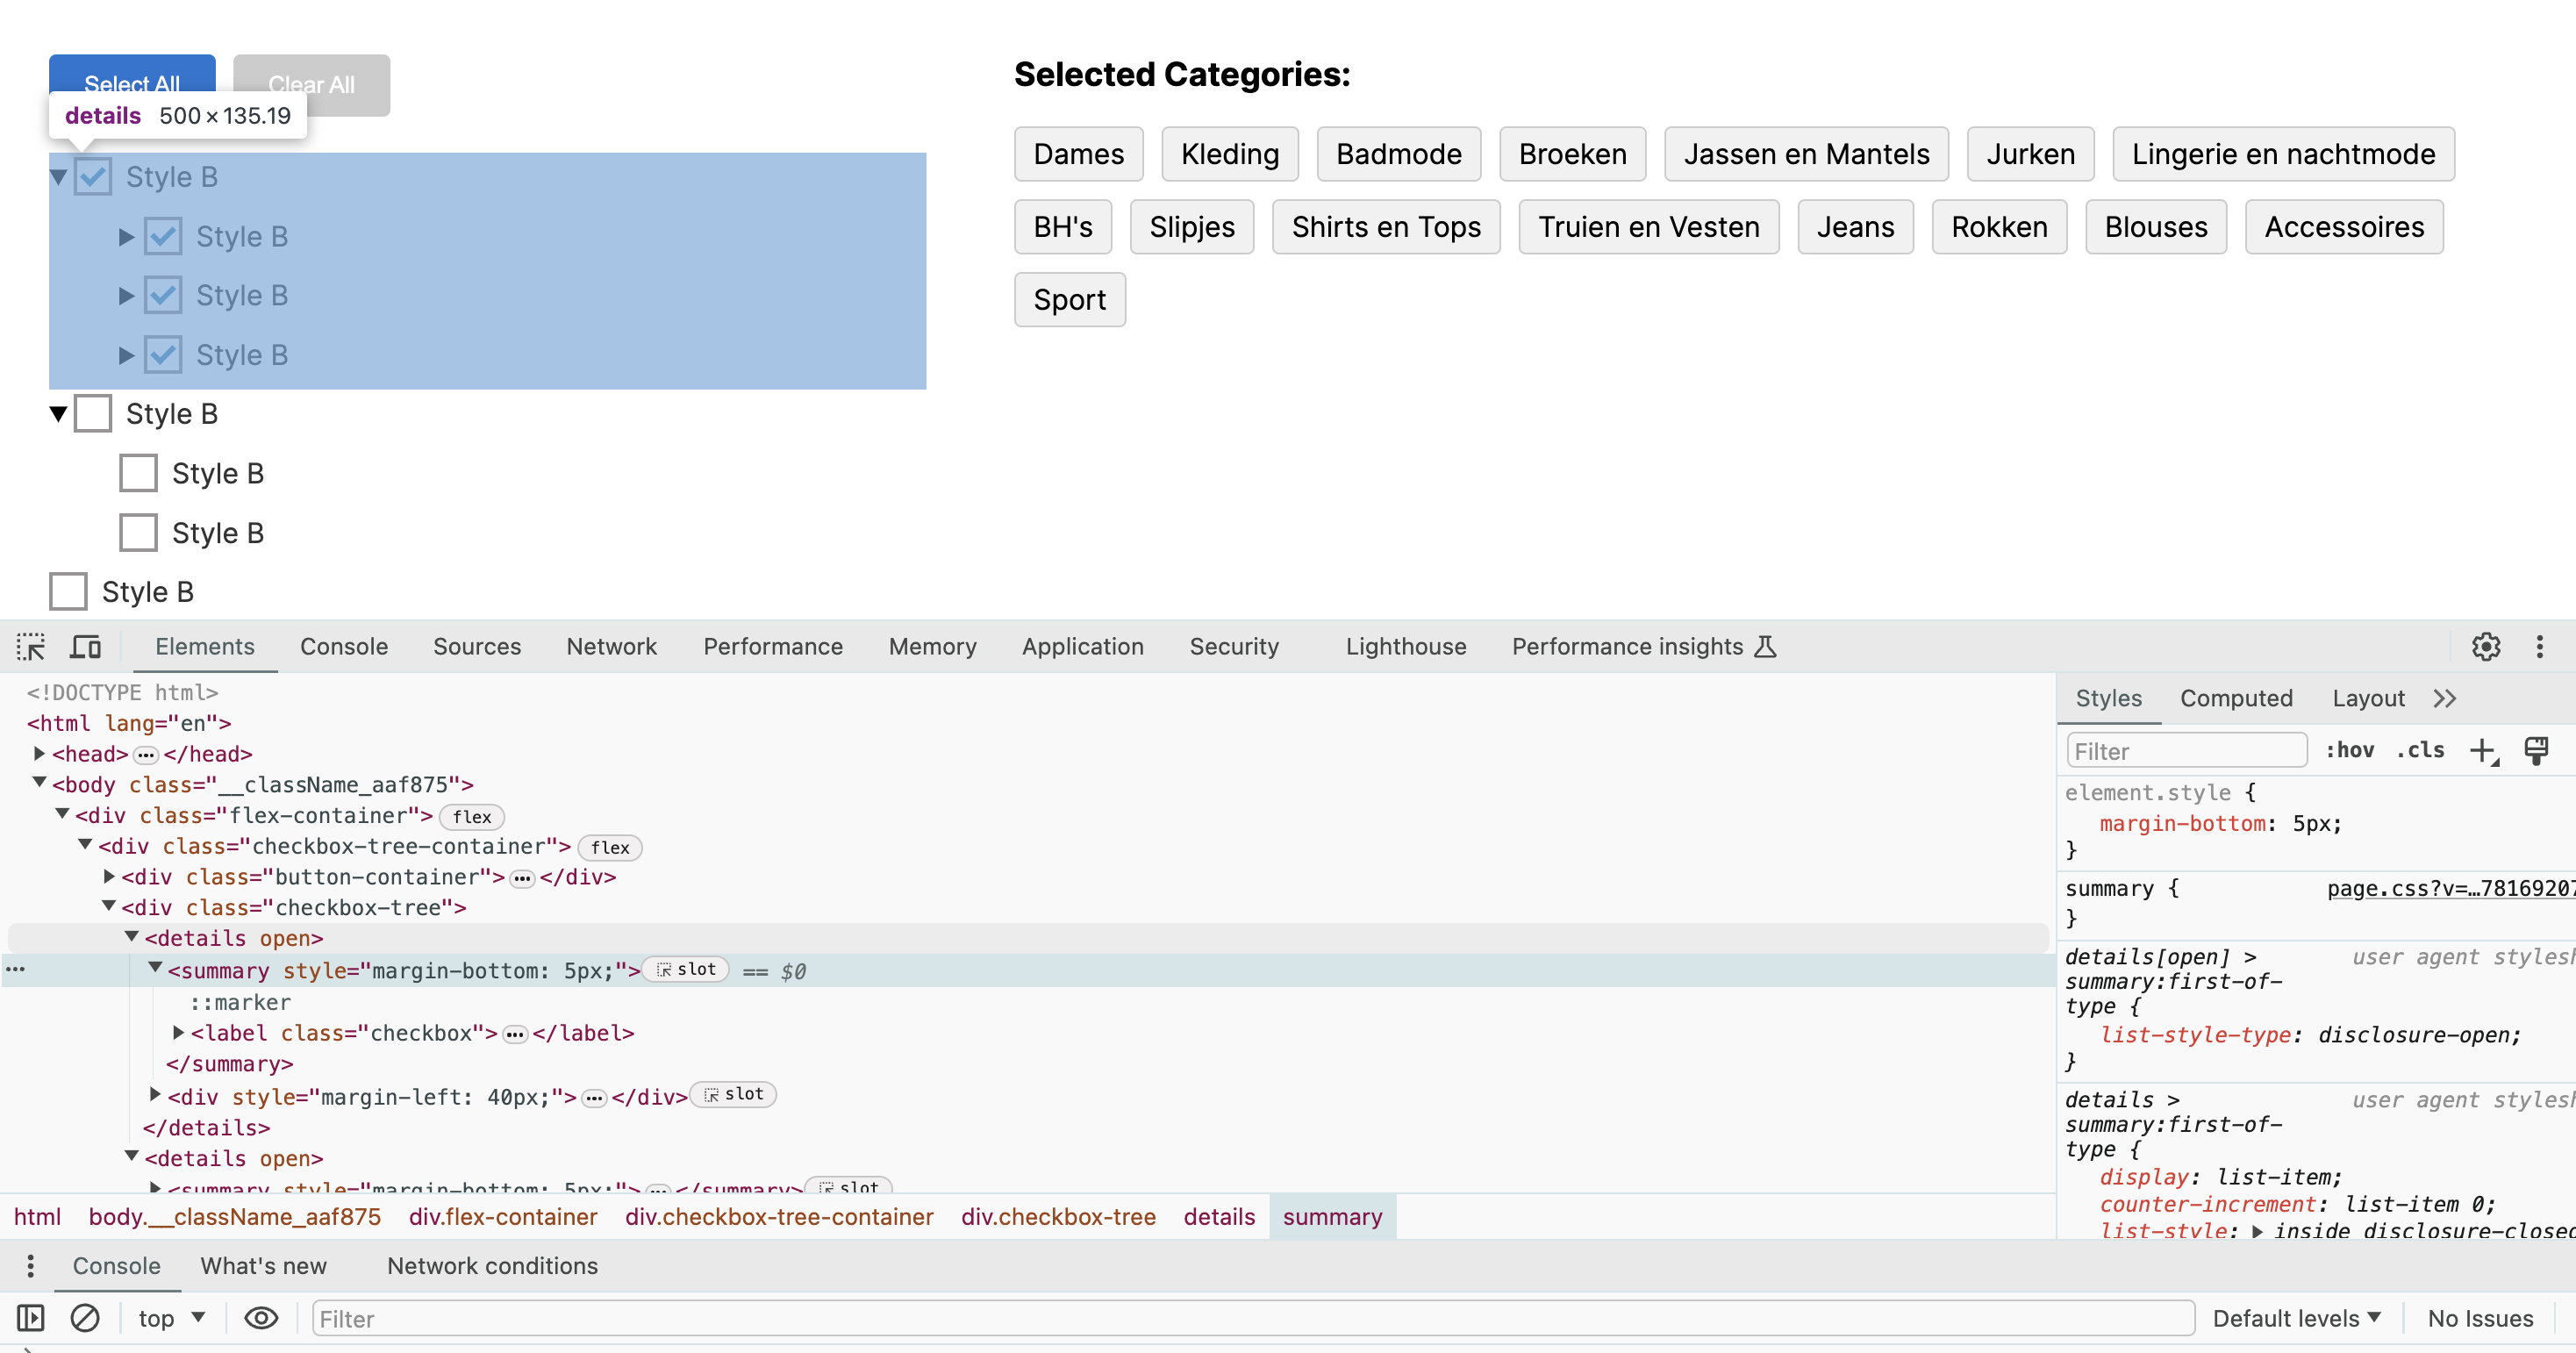 Select All Clear All
details 500 × 135.19
Style B
Style B
Style B
Style B
Style B
Style B
Style B
Style B
Selected Categories:
Dames Kleding Badmode Broeken Jassen en Mantels Jurken Lingerie en nachtmode
BH's Slipjes Shirts en Tops Truien en Vesten Jeans Rokken Blouses Accessoires
Sport
Elements Console Sources Network Performance Memory Application Security Lighthouse Performance insights
<!DOCTYPE html>
<html lang="en">
<head> ••• </head>
<body class="__className_aaf875">
<div class="flex-container"> flex
<div class="checkbox-tree-container"> flex
<div class="button-container"> ••• </div>
<div class="checkbox-tree">
<details open>
••• <summary style="margin-bottom: 5px;"> slot == $0
::marker
<label class="checkbox"> ••• </label>
</summary>
<div style="margin-left: 40px;"> ••• </div> slot
</details>
<details open>
<summary style="margin-bottom: 5px;"> ••• </summary> slot
html body.__className_aaf875 div.flex-container div.checkbox-tree-container div.checkbox-tree details summary
Styles Computed Layout
Filter :hov .cls
element.style {
margin-bottom: 5px;
}
summary { page.css?v=…78169207
}
details[open] > user agent stylesh
summary:first-of-
type {
list-style-type: disclosure-open;
}
details > user agent stylesh
summary:first-of-
type {
display: list-item;
counter-increment: list-item 0;
list-style: ▶ inside disclosure-closed
Console What's new Network conditions
top Filter Default levels No Issues